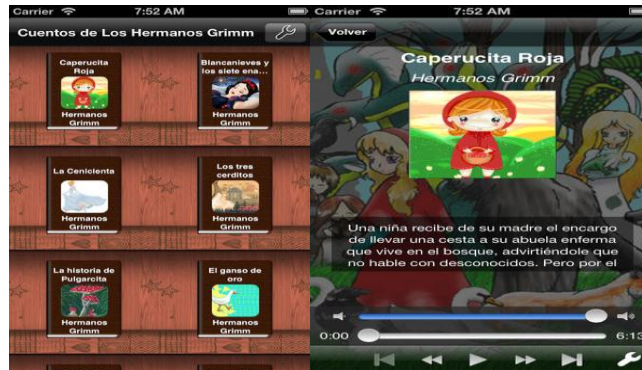 Carrier 7:52 AM
Cuentos de Los Hermanos Grimm
Caperucita
Roja
Hermanos
Grimm
Blancanieves y
los siete ena...
Hermanos
Grimm
La Cenicienta
Hermanos
Grimm
Los tres
cerditos
Hermanos
Grimm
La historia de
Pulgarcita
Hermanos
Grimm
El ganso de
oro
Hermanos
Grimm
Carrier 7:52 AM
Volver
Caperucita Roja
Hermanos Grimm
Una niña recibe de su madre el encargo
de llevar una cesta a su abuela enferma
que vive en el bosque, advirtiéndole que
no hable con desconocidos. Pero por el
0:00 6:13